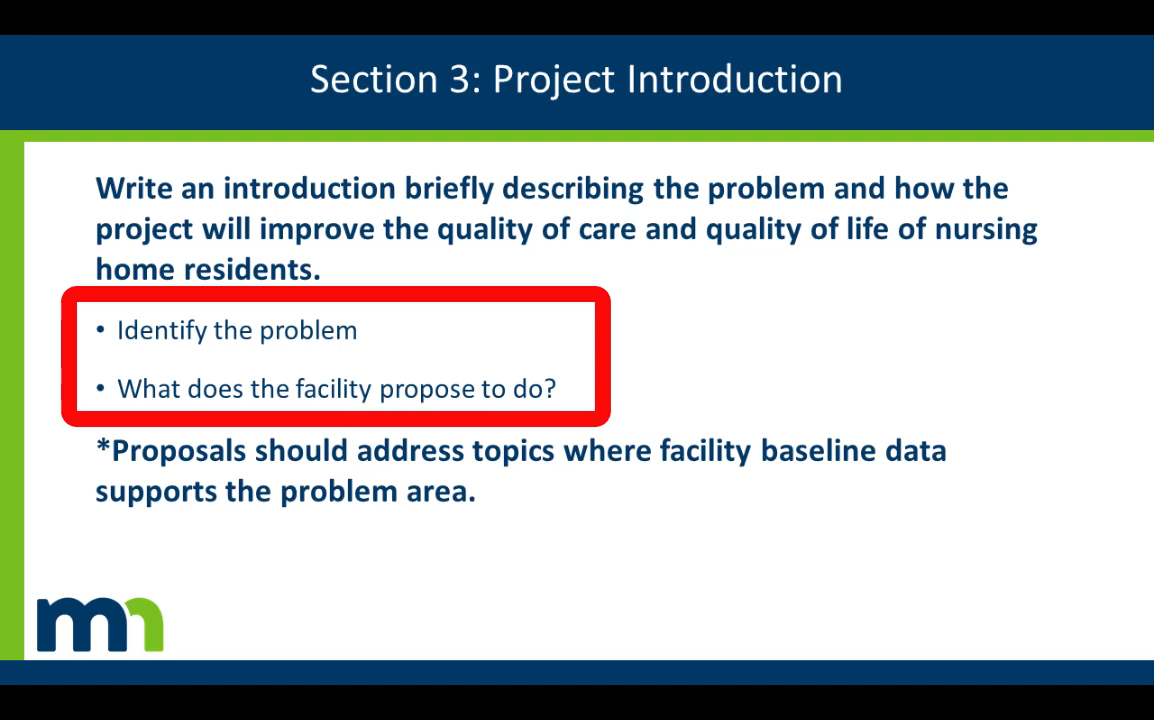 Section 3: Project Introduction
Write an introduction briefly describing the problem and how the
project will improve the quality of care and quality of life of nursing
home residents.
• Identify the problem
• What does the facility propose to do?
*Proposals should address topics where facility baseline data
supports the problem area.
mn